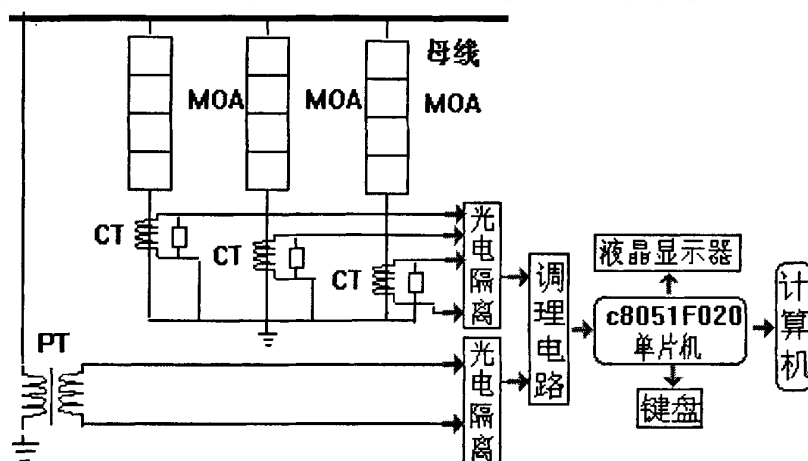 母线
MOA
MOA
MOA
CT
CT
CT
PT
光电隔离
光电隔离
调理电路
液晶显示器
c8051F020
单片机
键盘
计算机